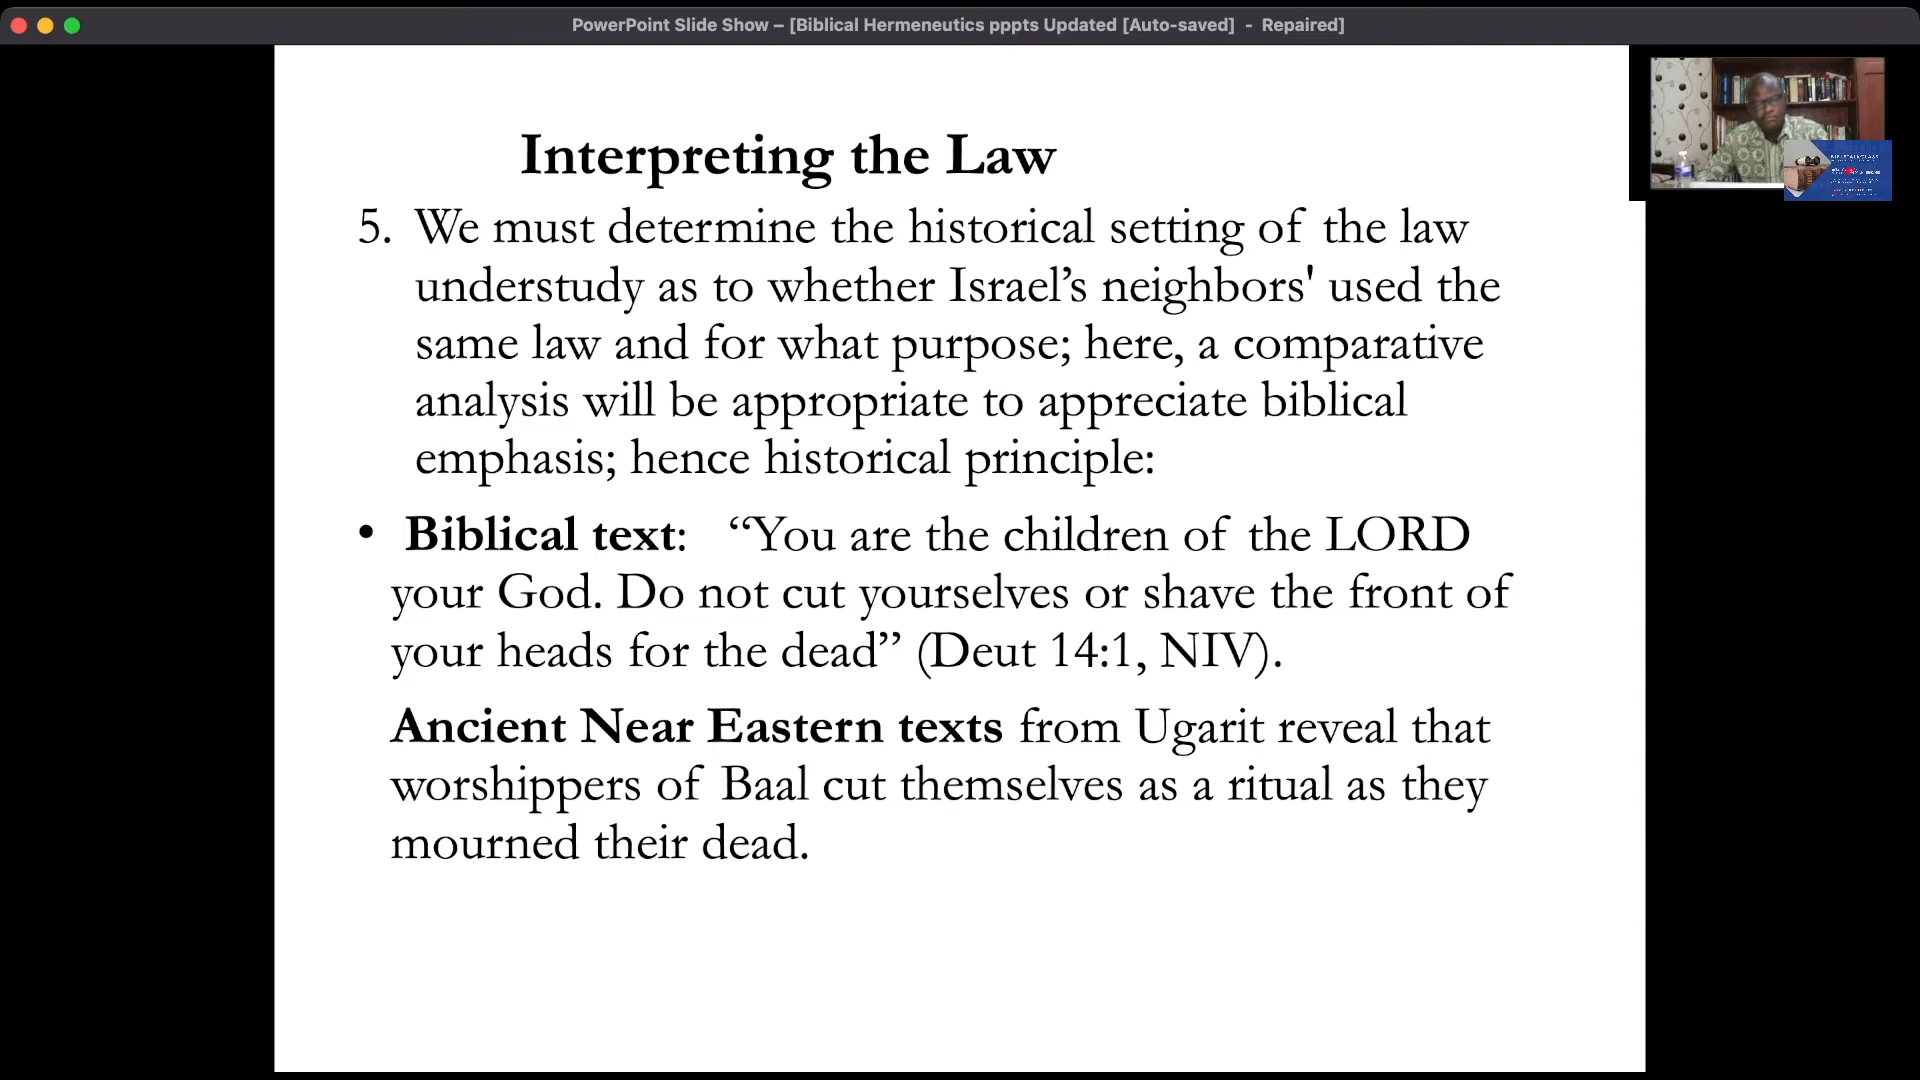 PowerPoint Slide Show – [Biblical Hermeneutics pppts Updated [Auto-saved]  -  Repaired]
Interpreting the Law
5. We must determine the historical setting of the law
understudy as to whether Israel’s neighbors' used the
same law and for what purpose; here, a comparative
analysis will be appropriate to appreciate biblical
emphasis; hence historical principle:
• Biblical text: “You are the children of the LORD
your God. Do not cut yourselves or shave the front of
your heads for the dead” (Deut 14:1, NIV).
Ancient Near Eastern texts from Ugarit reveal that
worshippers of Baal cut themselves as a ritual as they
mourned their dead.